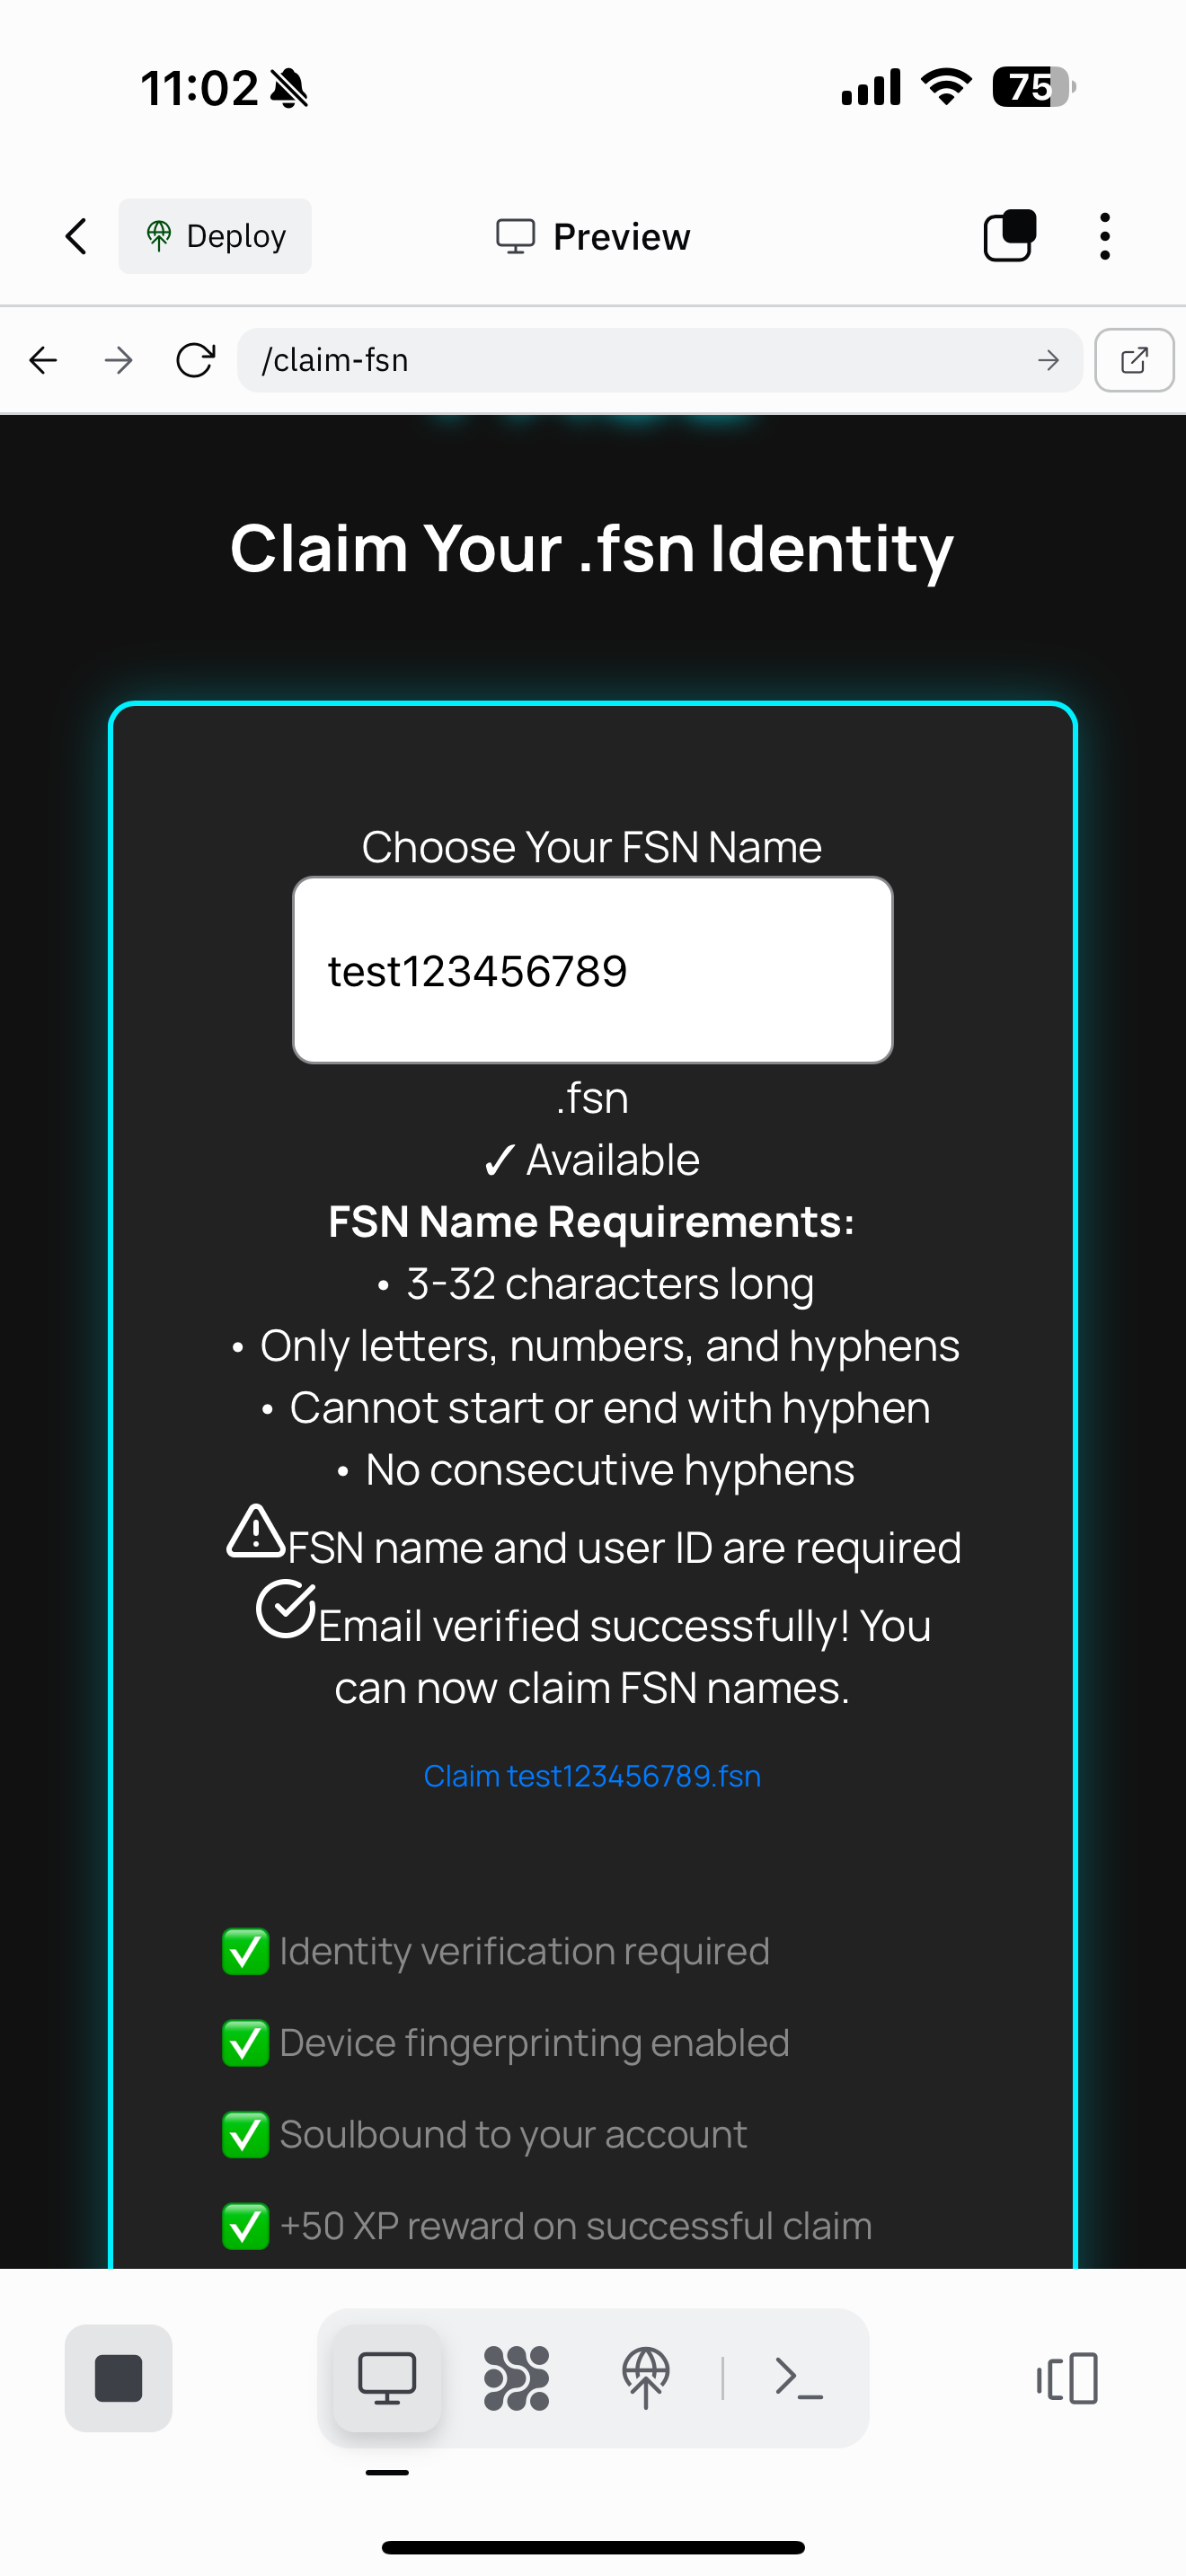 11:02
75
Deploy
Preview
/claim-fsn
Claim Your .fsn Identity
Choose Your FSN Name
test123456789
.fsn
✓ Available
FSN Name Requirements:
• 3-32 characters long
• Only letters, numbers, and hyphens
• Cannot start or end with hyphen
• No consecutive hyphens
FSN name and user ID are required
Email verified successfully! You
can now claim FSN names.
Claim test123456789.fsn
✅ Identity verification required
✅ Device fingerprinting enabled
✅ Soulbound to your account
✅ +50 XP reward on successful claim